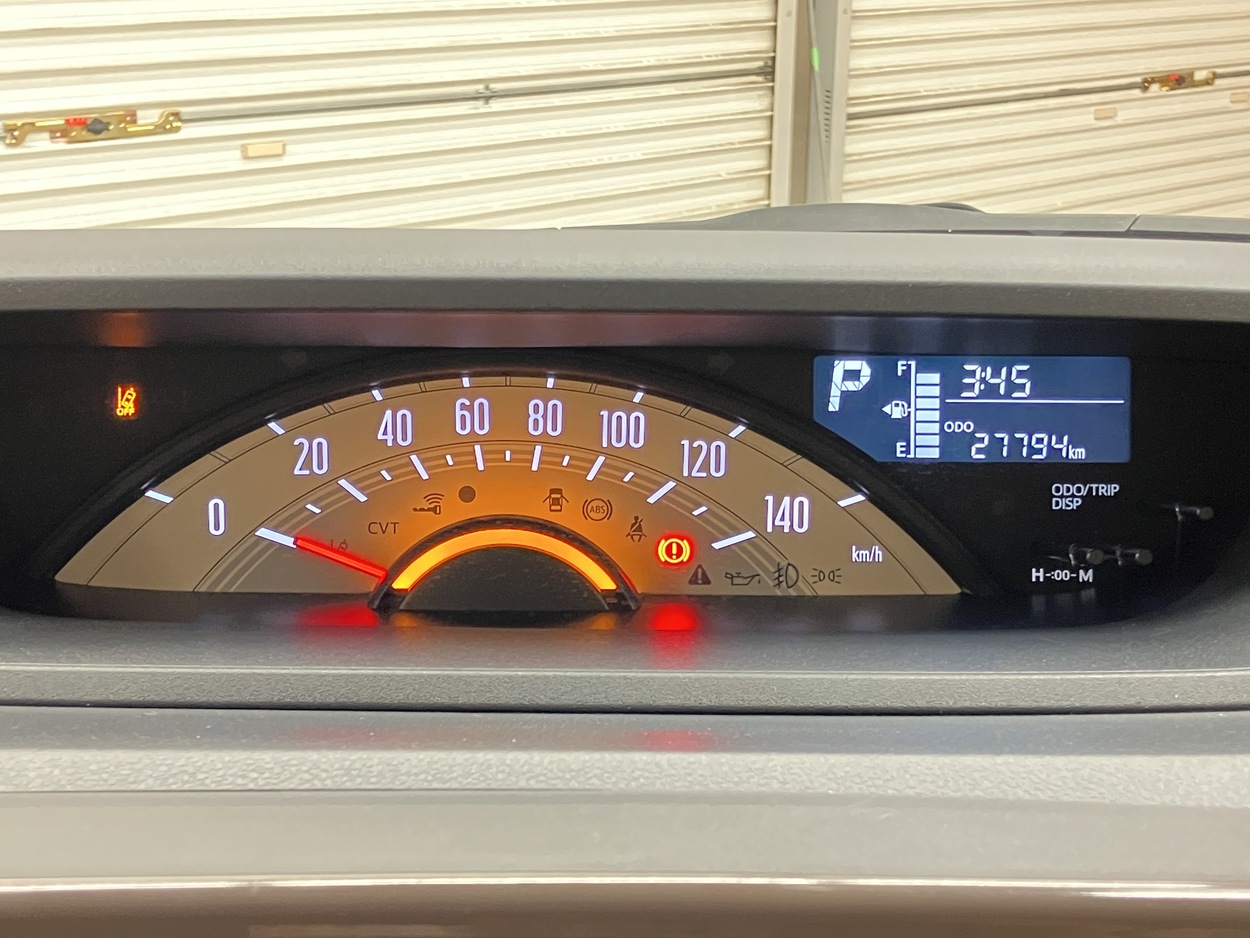 OFF
0
20
40
60
80
100
120
140
km/h
CVT
ABS
P
F
E
3:45
ODO
27794km
ODO/TRIP
DISP
H-:00-M